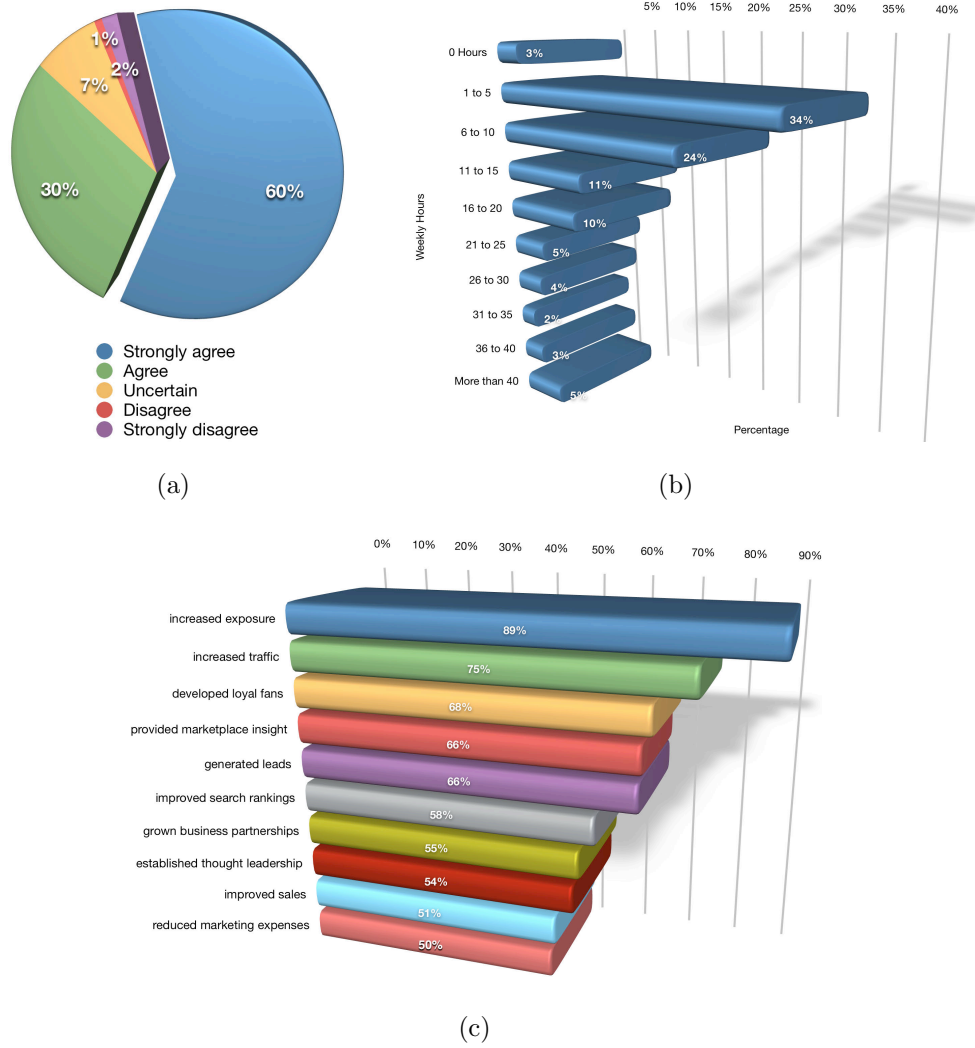 1%
2%
7%
30%
60%
Strongly agree
Agree
Uncertain
Disagree
Strongly disagree
(a)
5% 10% 15% 20% 25% 30% 35% 40%
0 Hours 3%
1 to 5 34%
6 to 10 24%
11 to 15 11%
16 to 20 10%
21 to 25 5%
26 to 30 4%
31 to 35 2%
36 to 40 3%
More than 40 5%
Weekly Hours
Percentage
(b)
0% 10% 20% 30% 40% 50% 60% 70% 80% 90%
increased exposure 89%
increased traffic 75%
developed loyal fans 68%
provided marketplace insight 66%
generated leads 66%
improved search rankings 58%
grown business partnerships 55%
established thought leadership 54%
improved sales 51%
reduced marketing expenses 50%
(c)